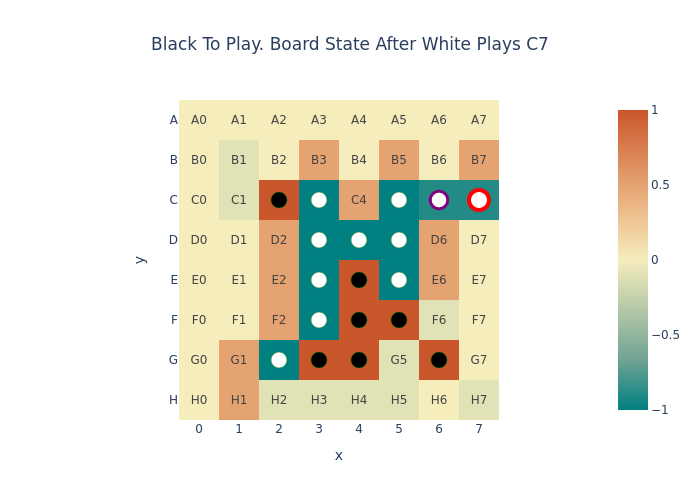 Black To Play. Board State After White Plays C7
A A0 A1 A2 A3 A4 A5 A6 A7
B B0 B1 B2 B3 B4 B5 B6 B7
C C0 C1 C4
D D0 D1 D2 D6 D7
E E0 E1 E2 E6 E7
F F0 F1 F2 F6 F7
G G0 G1 G5 G7
H H0 H1 H2 H3 H4 H5 H6 H7
0 1 2 3 4 5 6 7
x
y
1
0.5
0
−0.5
−1